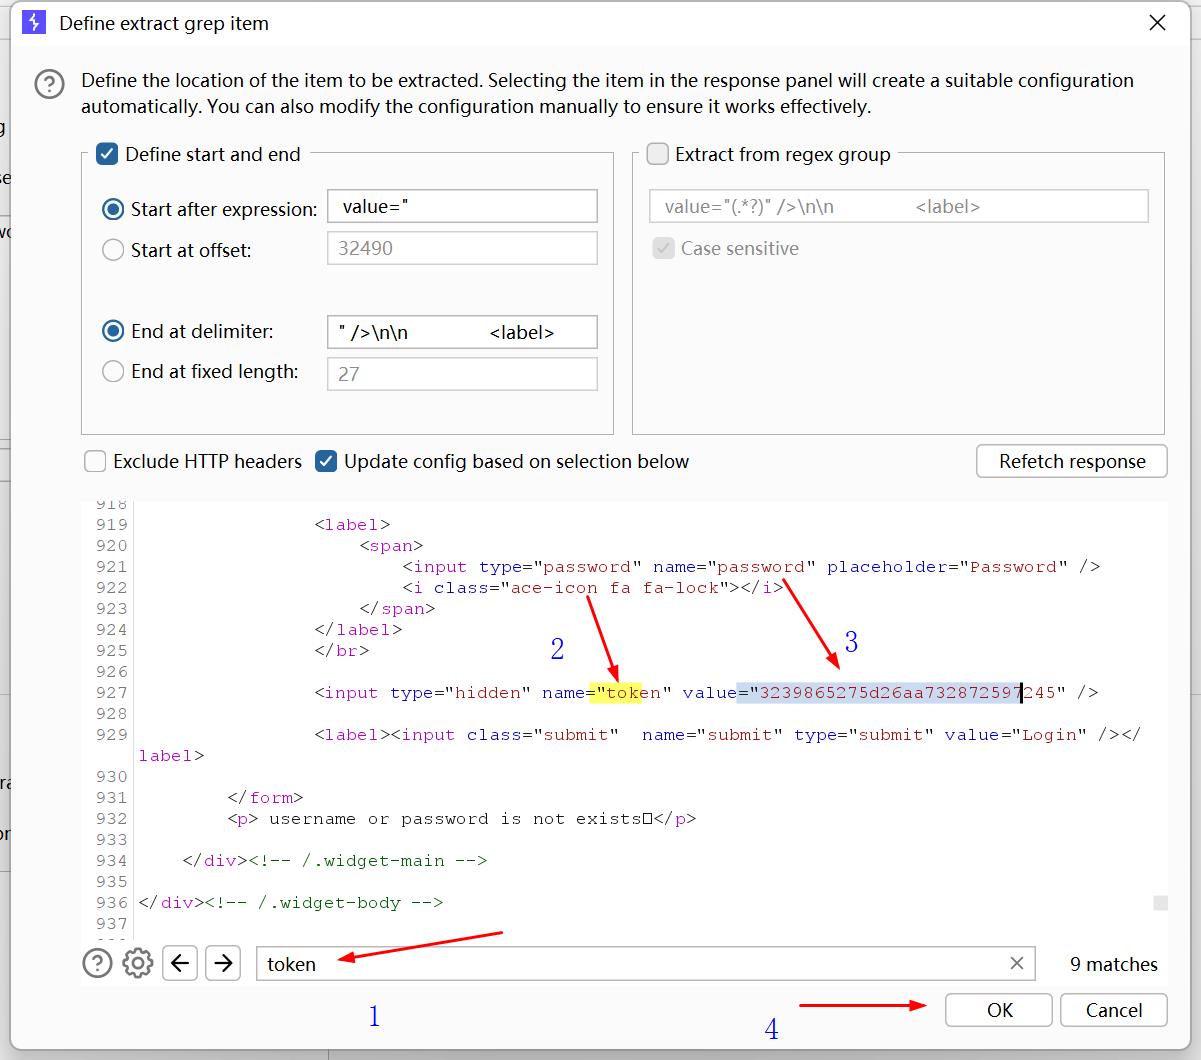 Define extract grep item
Define the location of the item to be extracted. Selecting the item in the response panel will create a suitable configuration
automatically. You can also modify the configuration manually to ensure it works effectively.
Define start and end
Start after expression: value="
Start at offset: 32490
End at delimiter: " />\n\n <label>
End at fixed length: 27
Extract from regex group
value="(.*?)" />\n\n <label>
Case sensitive
Exclude HTTP headers
Update config based on selection below
Refetch response
918
919 <label>
920 <span>
921 <input type="password" name="password" placeholder="Password" />
922 <i class="ace-icon fa fa-lock"></i>
923 </span>
924 </label>
925 </br>
926
927 <input type="hidden" name="token" value="3239865275d26aa732872597245" />
928
929 <label><input class="submit" name="submit" type="submit" value="Login" /></
label>
930
931 </form>
932 <p> username or password is not exists</p>
933
934 </div><!-- /.widget-main -->
935
936 </div><!-- /.widget-body -->
937
2
3
token
9 matches
1
4
OK
Cancel